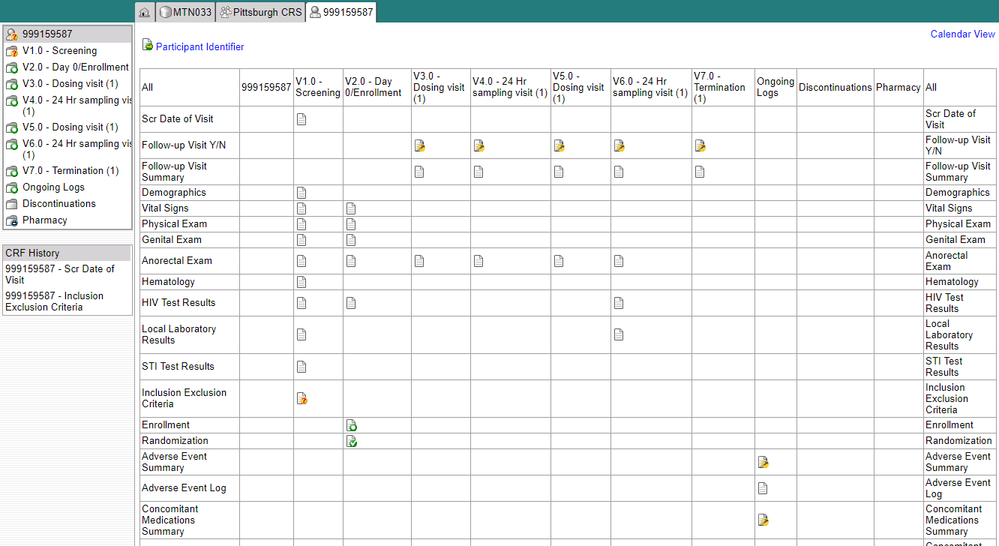 MTN033
Pittsburgh CRS
999159587
999159587
V1.0 - Screening
V2.0 - Day 0/Enrollment
V3.0 - Dosing visit (1)
V4.0 - 24 Hr sampling vis
(1)
V5.0 - Dosing visit (1)
V6.0 - 24 Hr sampling vis
(1)
V7.0 - Termination (1)
Ongoing Logs
Discontinuations
Pharmacy
CRF History
999159587 - Scr Date of
Visit
999159587 - Inclusion
Exclusion Criteria
Calendar View
Participant Identifier
All
999159587
V1.0 -
Screening
V2.0 - Day
0/Enrollment
V3.0 -
Dosing visit
(1)
V4.0 - 24 Hr
sampling visit (1)
V5.0 -
Dosing visit
(1)
V6.0 - 24 Hr
sampling visit (1)
V7.0 -
Termination
(1)
Ongoing
Logs
Discontinuations
Pharmacy
All
Scr Date of Visit
Scr Date of
Visit
Follow-up Visit Y/N
Follow-up Visit
Y/N
Follow-up Visit
Summary
Follow-up Visit
Summary
Demographics
Demographics
Vital Signs
Vital Signs
Physical Exam
Physical Exam
Genital Exam
Genital Exam
Anorectal Exam
Anorectal
Exam
Hematology
Hematology
HIV Test Results
HIV Test
Results
Local Laboratory
Results
Local
Laboratory
Results
STI Test Results
STI Test
Results
Inclusion Exclusion
Criteria
Inclusion
Exclusion
Criteria
Enrollment
Enrollment
Randomization
Randomization
Adverse Event
Summary
Adverse Event
Summary
Adverse Event Log
Adverse Event
Log
Concomitant
Medications
Summary
Concomitant
Medications
Summary
Concomitant